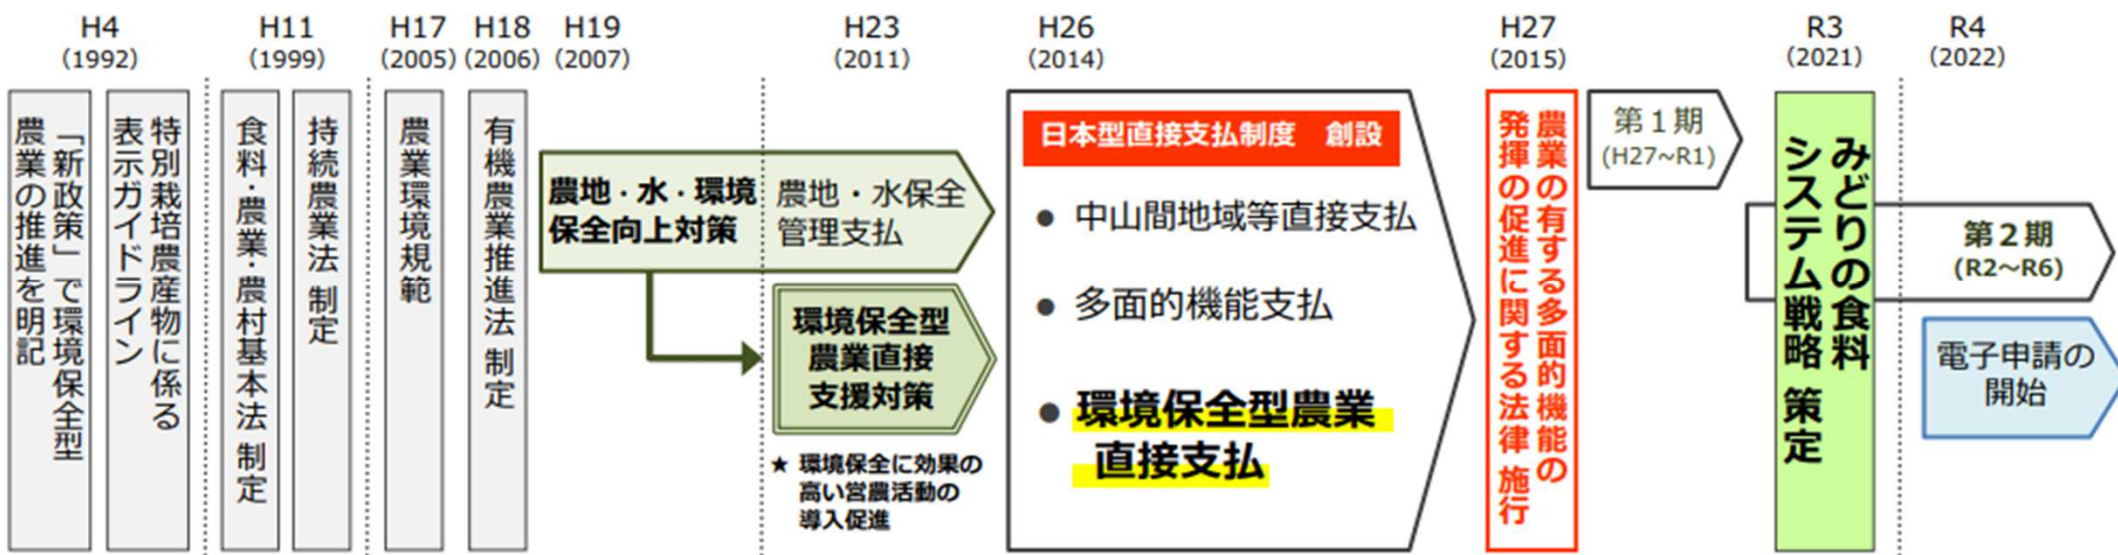 H4
(1992)
H11
(1999)
H17
(2005)
H18
(2006)
H19
(2007)
H23
(2011)
H26
(2014)
H27
(2015)
R3
(2021)
R4
(2022)
「新政策」で環境保全型
農業の推進を明記
特別栽培農産物に係る
表示ガイドライン
食料・農業・農村基本法 制定
持続農業法 制定
農業環境規範
有機農業推進法 制定
農地・水・環境
保全向上対策
農地・水保全
管理支払
環境保全型
農業直接
支援対策
★ 環境保全に効果の
高い営農活動の
導入促進
日本型直接支払制度 創設
● 中山間地域等直接支払
● 多面的機能支払
● 環境保全型農業
直接支払
農業の有する多面的機能の
発揮の促進に関する法律 施行
第1期
(H27~R1)
みどりの食料
システム戦略 策定
第2期
(R2～R6)
電子申請の
開始